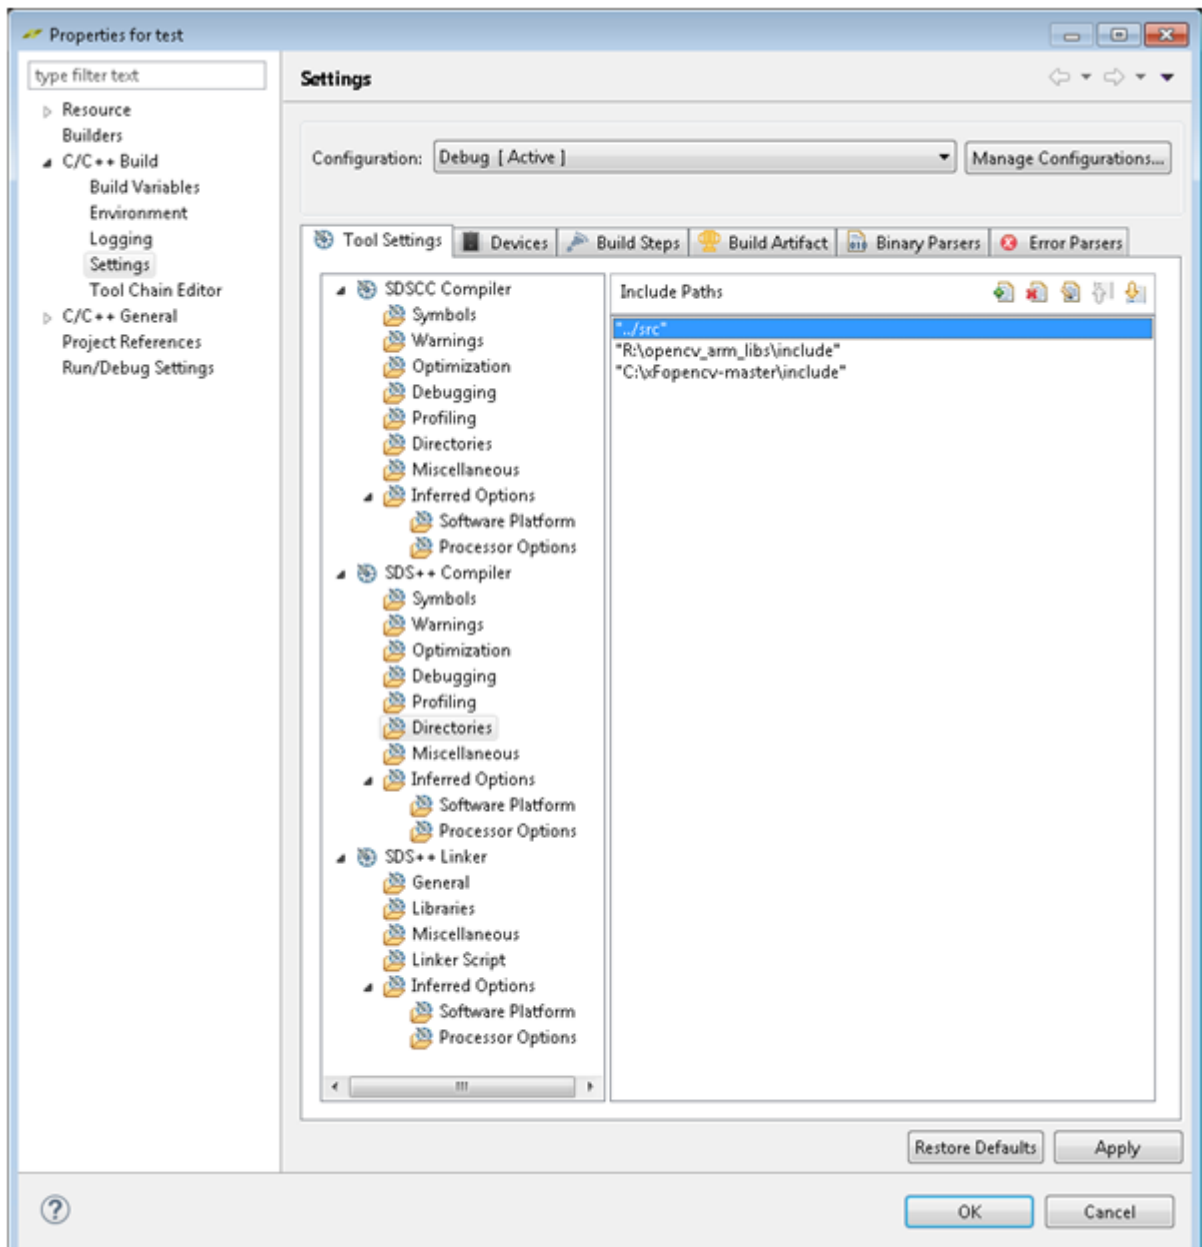 Properties for test
type filter text
Resource
Builders
C/C++ Build
Build Variables
Environment
Logging
Settings
Tool Chain Editor
C/C++ General
Project References
Run/Debug Settings
Settings
Configuration: Debug [ Active ] Manage Configurations...
Tool Settings Devices Build Steps Build Artifact Binary Parsers Error Parsers
SDSCC Compiler
Symbols
Warnings
Optimization
Debugging
Profiling
Directories
Miscellaneous
Inferred Options
Software Platform
Processor Options
SDS++ Compiler
Symbols
Warnings
Optimization
Debugging
Profiling
Directories
Miscellaneous
Inferred Options
Software Platform
Processor Options
SDS++ Linker
General
Libraries
Miscellaneous
Linker Script
Inferred Options
Software Platform
Processor Options
Include Paths
"../src"
"R:\opencv_arm_libs\include"
"C:\xFopencv-master\include"
Restore Defaults Apply
OK Cancel